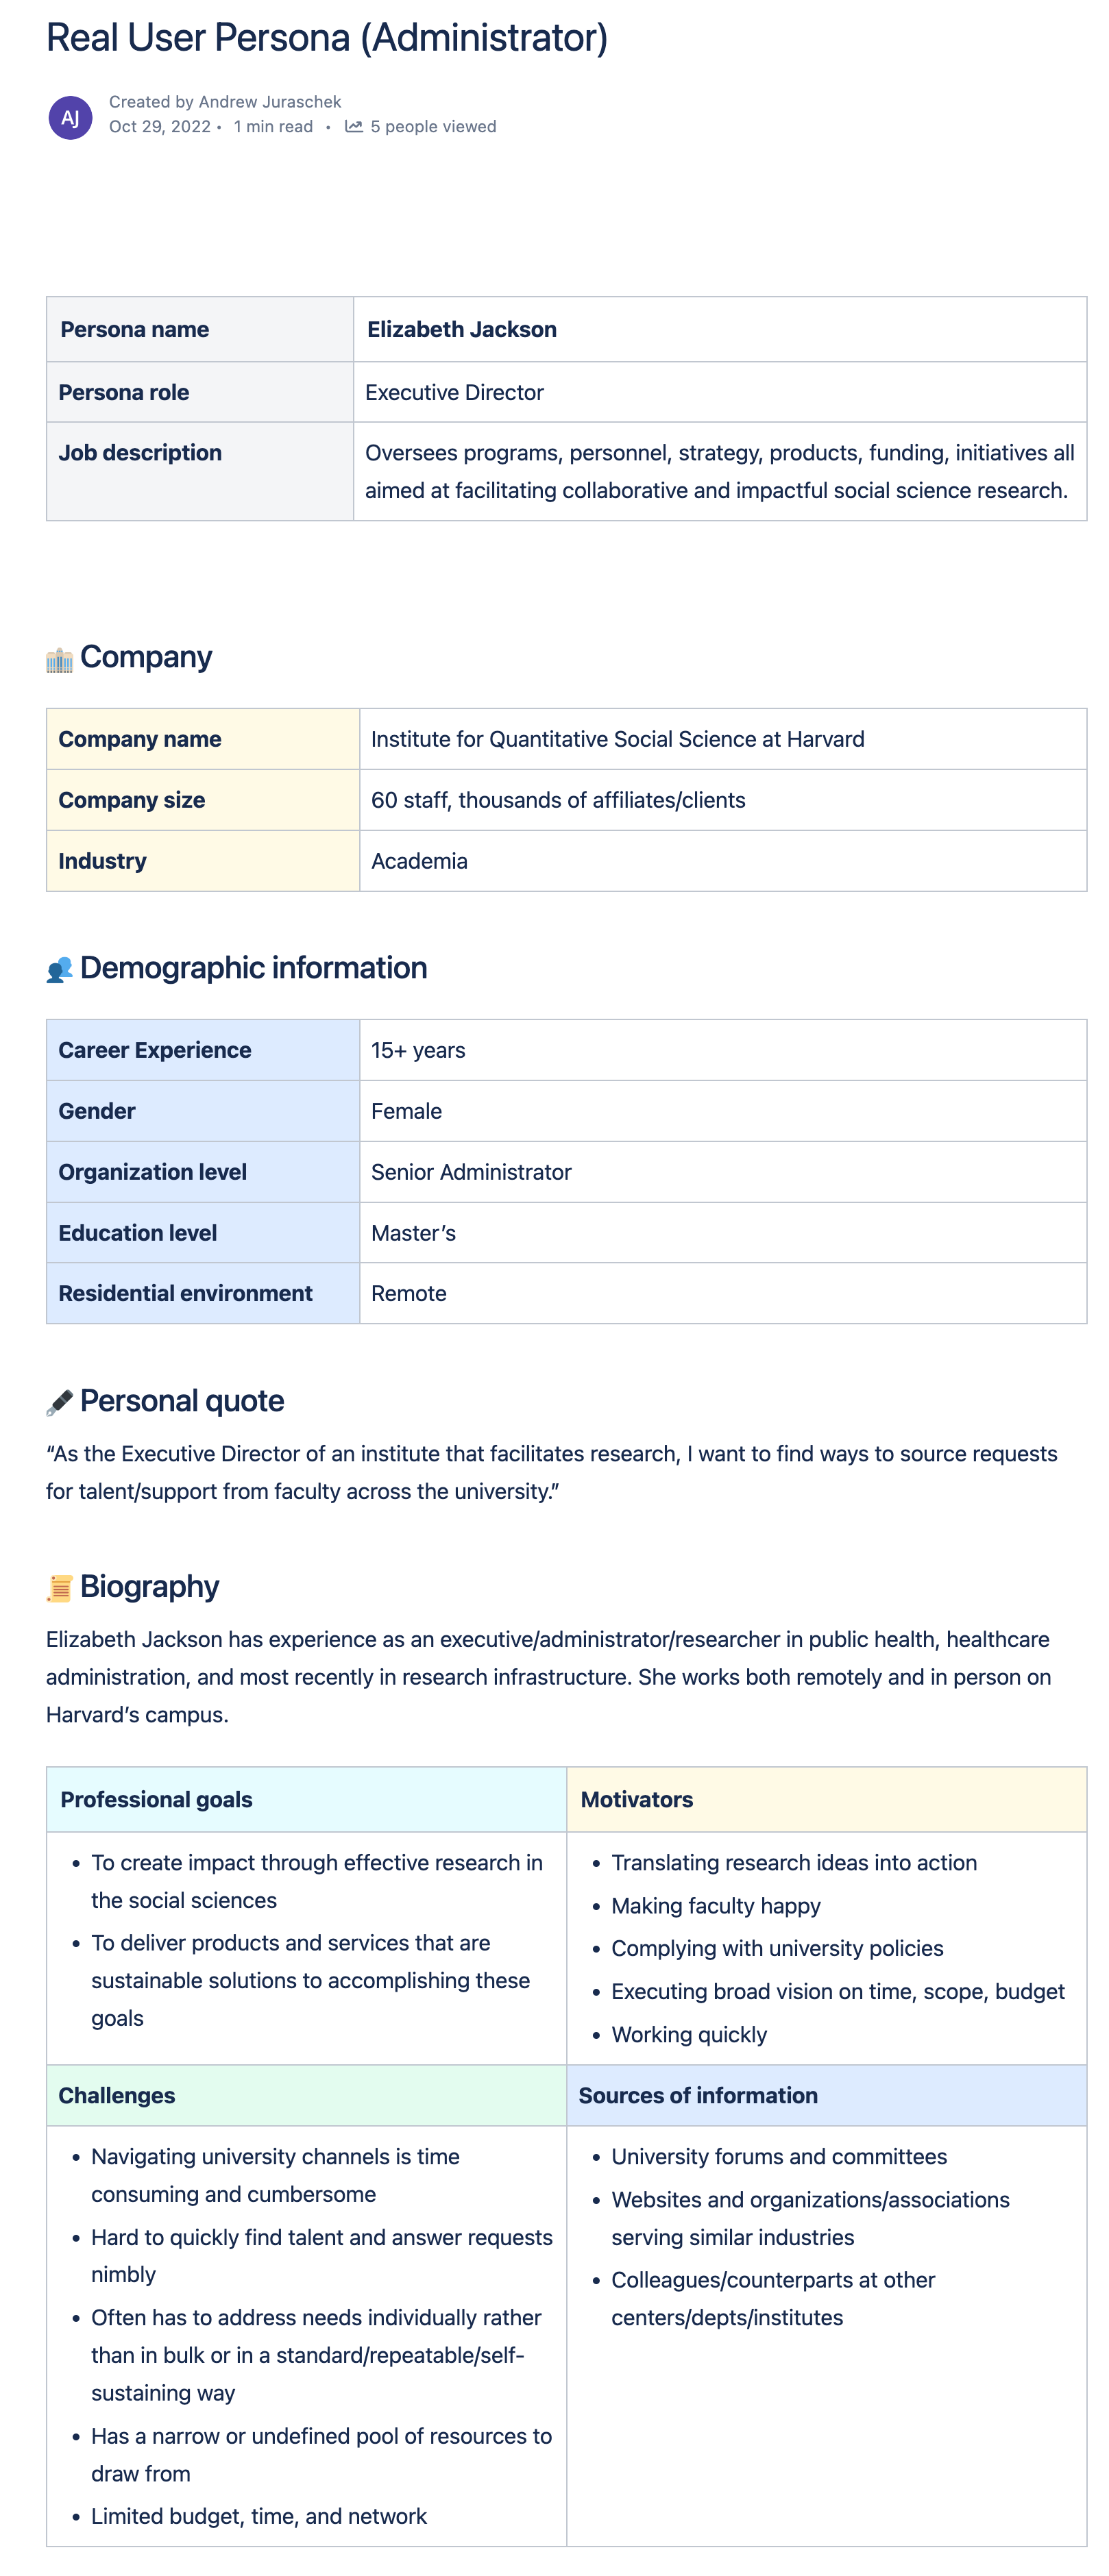 Real User Persona (Administrator)
AJ
Created by Andrew Juraschek
Oct 29, 2022 • 1 min read • 5 people viewed
Persona name
Elizabeth Jackson
Persona role
Executive Director
Job description
Oversees programs, personnel, strategy, products, funding, initiatives all
aimed at facilitating collaborative and impactful social science research.
Company
Company name
Institute for Quantitative Social Science at Harvard
Company size
60 staff, thousands of affiliates/clients
Industry
Academia
Demographic information
Career Experience
15+ years
Gender
Female
Organization level
Senior Administrator
Education level
Master’s
Residential environment
Remote
Personal quote
“As the Executive Director of an institute that facilitates research, I want to find ways to source requests
for talent/support from faculty across the university.”
Biography
Elizabeth Jackson has experience as an executive/administrator/researcher in public health, healthcare
administration, and most recently in research infrastructure. She works both remotely and in person on
Harvard’s campus.
Professional goals
• To create impact through effective research in
the social sciences
• To deliver products and services that are
sustainable solutions to accomplishing these
goals
Motivators
• Translating research ideas into action
• Making faculty happy
• Complying with university policies
• Executing broad vision on time, scope, budget
• Working quickly
Challenges
• Navigating university channels is time
consuming and cumbersome
• Hard to quickly find talent and answer requests
nimbly
• Often has to address needs individually rather
than in bulk or in a standard/repeatable/self-
sustaining way
• Has a narrow or undefined pool of resources to
draw from
• Limited budget, time, and network
Sources of information
• University forums and committees
• Websites and organizations/associations
serving similar industries
• Colleagues/counterparts at other
centers/depts/institutes